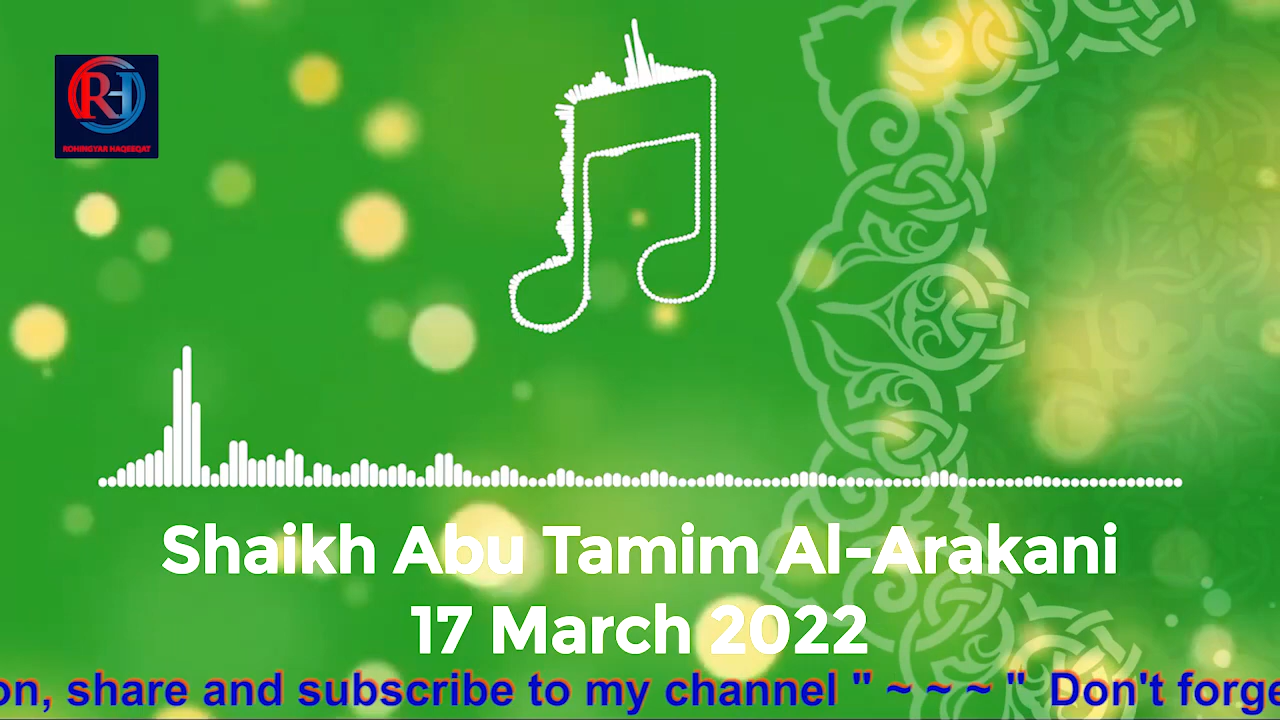 RH
ROHINGYAR HAQEEQAT
Shaikh Abu Tamim Al-Arakani
17 March 2022
on, share and subscribe to my channel " ~ ~ ~ " Don't forge